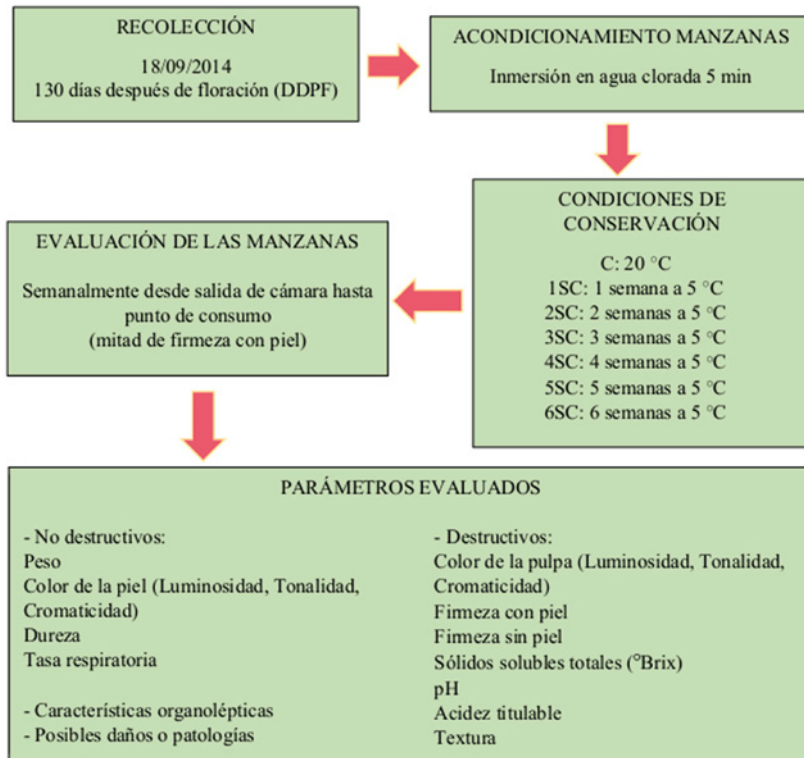 RECOLECCIÓN
18/09/2014
130 días después de floración (DDPF)
ACONDICIONAMIENTO MANZANAS
Inmersión en agua clorada 5 min
CONDICIONES DE
CONSERVACIÓN
C: 20 °C
1SC: 1 semana a 5 °C
2SC: 2 semanas a 5 °C
3SC: 3 semanas a 5 °C
4SC: 4 semanas a 5 °C
5SC: 5 semanas a 5 °C
6SC: 6 semanas a 5 °C
EVALUACIÓN DE LAS MANZANAS
Semanalmente desde salida de cámara hasta
punto de consumo
(mitad de firmeza con piel)
PARÁMETROS EVALUADOS
- No destructivos:
Peso
Color de la piel (Luminosidad, Tonalidad,
Cromaticidad)
Dureza
Tasa respiratoria
- Características organolépticas
- Posibles daños o patologías
- Destructivos:
Color de la pulpa (Luminosidad, Tonalidad,
Cromaticidad)
Firmeza con piel
Firmeza sin piel
Sólidos solubles totales (°Brix)
pH
Acidez titulable
Textura